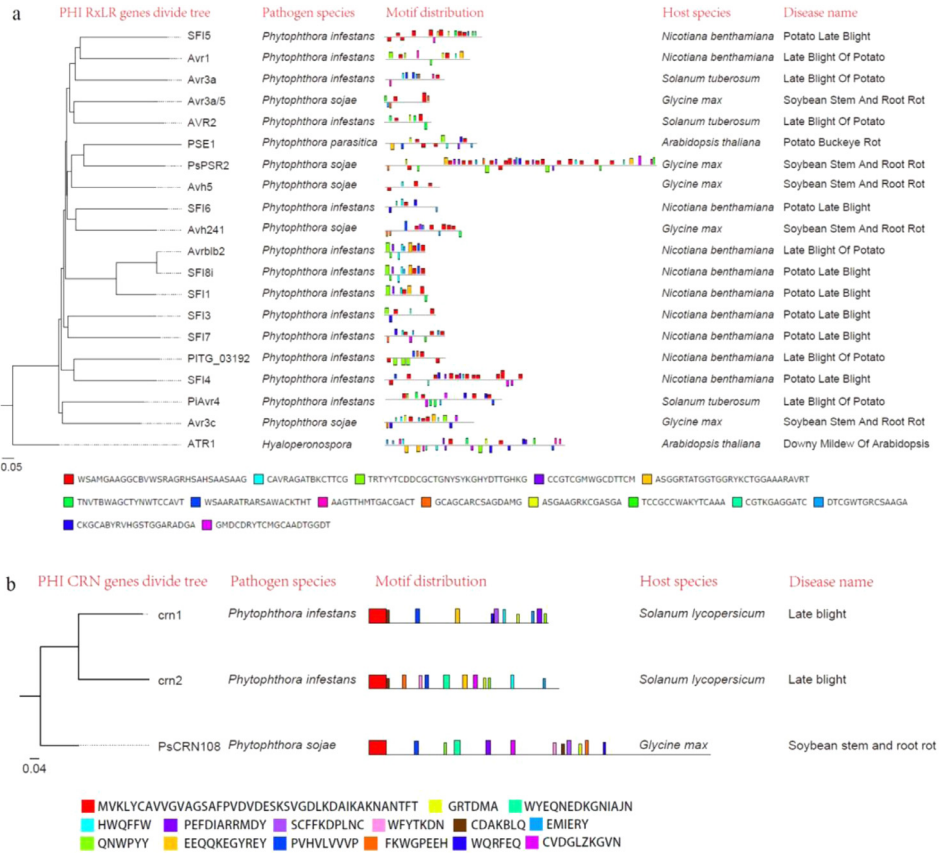 a PHI RxLR genes divide tree Pathogen species Motif distribution Host species Disease name
SFI5 Phytophthora infestans Nicotiana benthamiana Potato Late Blight
Avr1 Phytophthora infestans Nicotiana benthamiana Late Blight Of Potato
Avr3a Phytophthora infestans Solanum tuberosum Late Blight Of Potato
Avr3a/5 Phytophthora sojae Glycine max Soybean Stem And Root Rot
AVR2 Phytophthora infestans Solanum tuberosum Late Blight Of Potato
PSE1 Phytophthora parasitica Arabidopsis thaliana Potato Buckeye Rot
PsPSR2 Phytophthora sojae Glycine max Soybean Stem And Root Rot
Avh5 Phytophthora sojae Glycine max Soybean Stem And Root Rot
SFI6 Phytophthora infestans Nicotiana benthamiana Potato Late Blight
Avh241 Phytophthora sojae Glycine max Soybean Stem And Root Rot
Avrblb2 Phytophthora infestans Nicotiana benthamiana Late Blight Of Potato
SFI8i Phytophthora infestans Nicotiana benthamiana Potato Late Blight
SFI1 Phytophthora infestans Nicotiana benthamiana Potato Late Blight
SFI3 Phytophthora infestans Nicotiana benthamiana Potato Late Blight
SFI7 Phytophthora infestans Nicotiana benthamiana Potato Late Blight
PITG_03192 Phytophthora infestans Nicotiana benthamiana Late Blight Of Potato
SFI4 Phytophthora infestans Nicotiana benthamiana Potato Late Blight
PiAvr4 Phytophthora infestans Solanum tuberosum Late Blight Of Potato
Avr3c Phytophthora sojae Glycine max Soybean Stem And Root Rot
ATR1 Hyaloperonospora Arabidopsis thaliana Downy Mildew Of Arabidopsis
0.05
WSAMGAAGGCBVWSRAGRHSAHSAASAAG CAVRAGATBKCTTCG TRTYYTCDDCGCTGNYSYKGHYDTTGHKG CCGTCGMWGCDTTCM ASGGRTATGGTGGRYKCTGGAAARAVRT
TNVTBWAGCTYNWTCCAVT WSAARATRARSAWACKTHT AAGTTHMTGACGACT GCAGCARCSAGDAMG ASGAAGRKCGASGA TCCGCCWAKYTCAAA CGTKGAGGATC DTCGWTGRCSAAGA
CKGCABYRVHGSTGGARADGA GMDCDRYTCMGCAADTGGDT
b PHI CRN genes divide tree Pathogen species Motif distribution Host species Disease name
crn1 Phytophthora infestans Solanum lycopersicum Late blight
crn2 Phytophthora infestans Solanum lycopersicum Late blight
PsCRN108 Phytophthora sojae Glycine max Soybean stem and root rot
0.04
MVKLYCAVVGVAGSAFPVDVDESKSVGDLKDAIKAKNANTFT GRTDMA WYEQNEDKGNIAJN
HWQFFW PEFDIARRMDY SCFFKDPLNC WFYTKDN CDAKBLQ EMIERY
QNWPYY EEQQKEGYREY PVHVLVVVP FKWGPEEH WQRFEQ CVDGLZKGVN